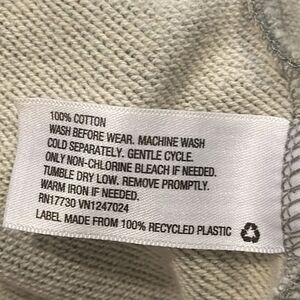 100% COTTON
WASH BEFORE WEAR. MACHINE WASH
COLD SEPARATELY. GENTLE CYCLE.
ONLY NON-CHLORINE BLEACH IF NEEDED.
TUMBLE DRY LOW. REMOVE PROMPTLY.
WARM IRON IF NEEDED.
RN17730 VN1247024
LABEL MADE FROM 100% RECYCLED PLASTIC